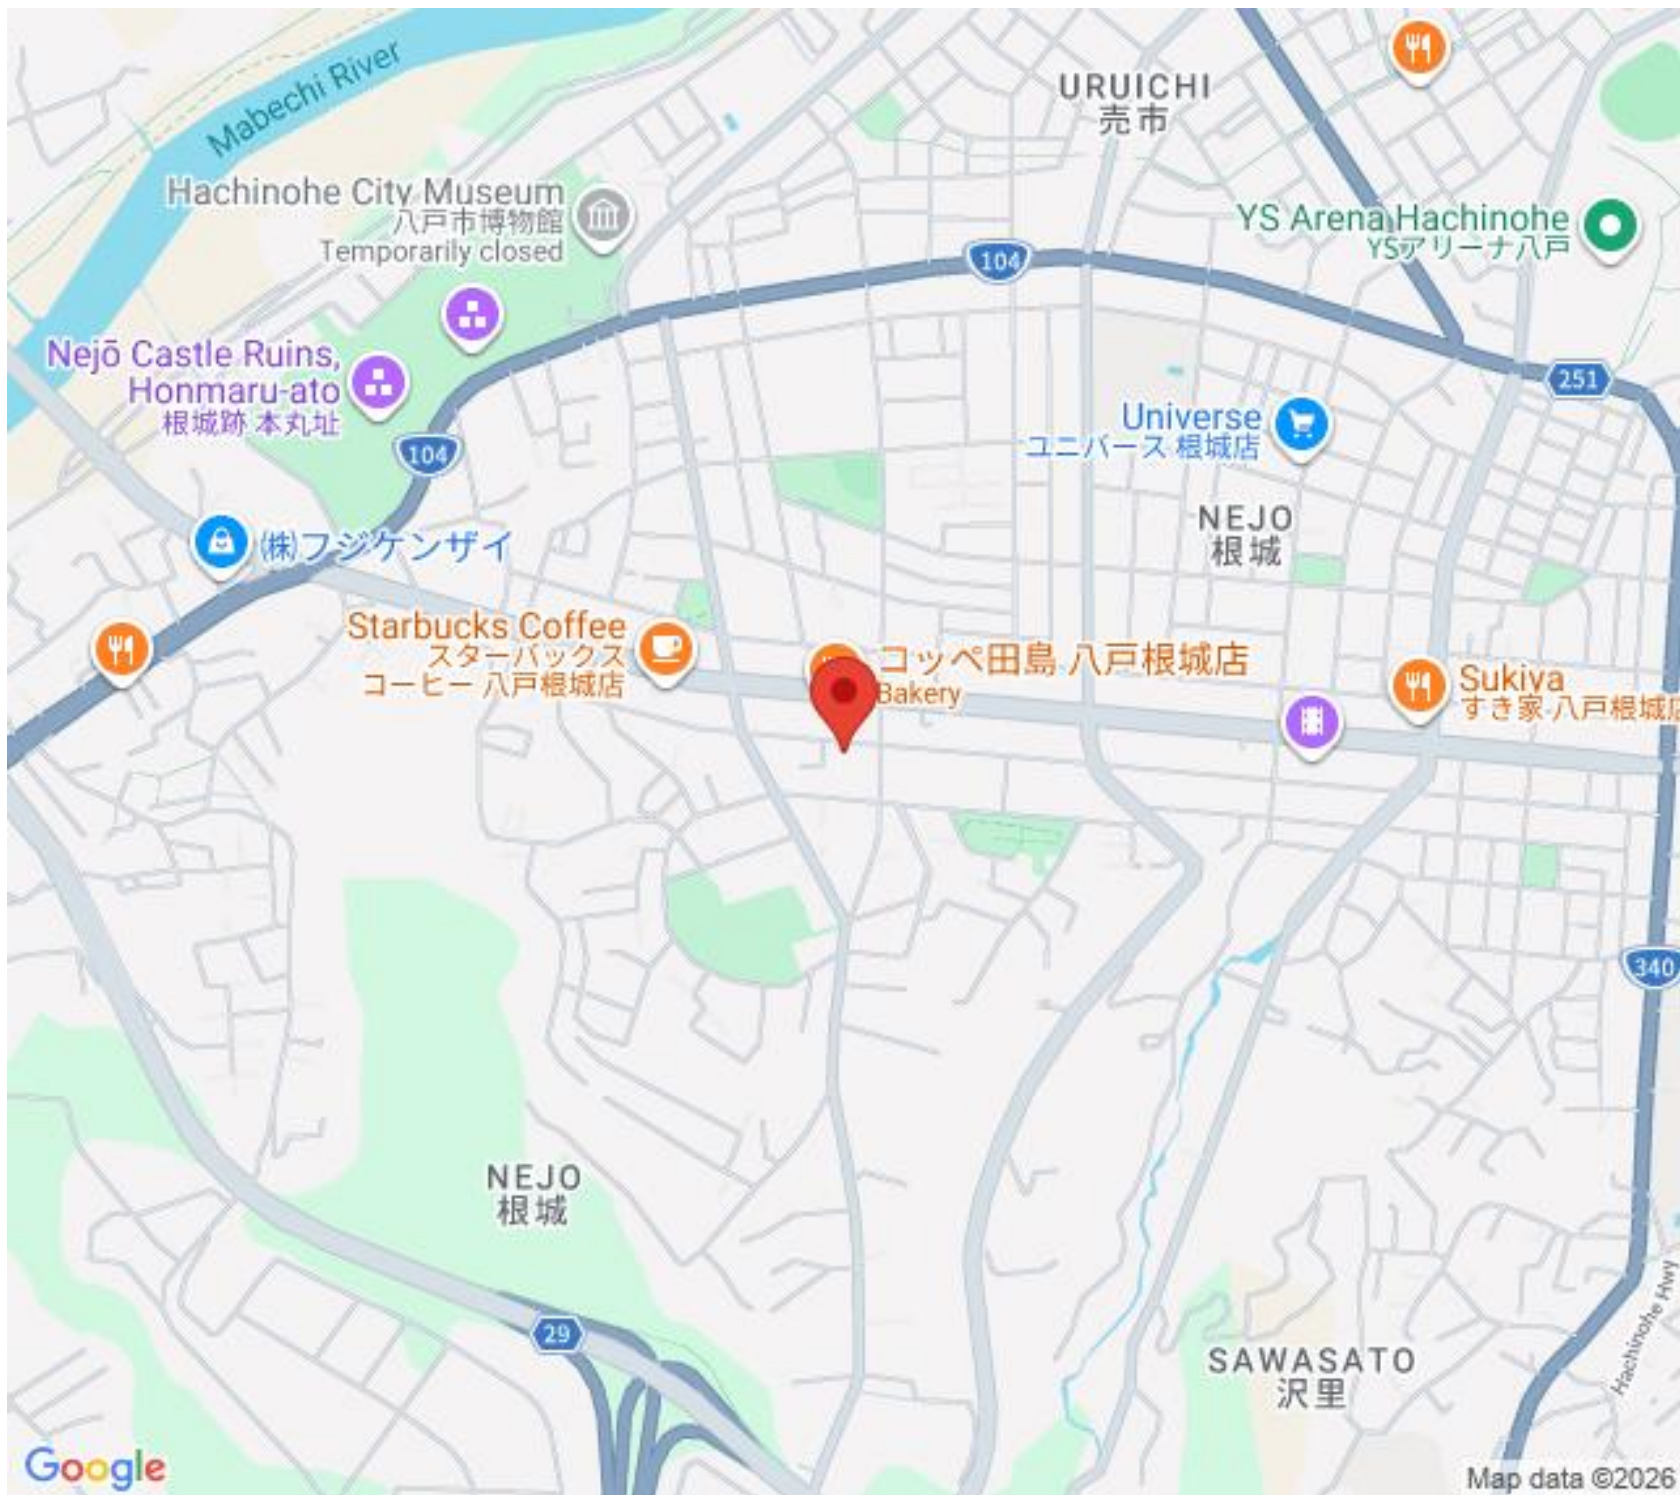 Mabechi River
URUICHI
売市
Hachinohe City Museum
八戸市博物館
Temporarily closed
YS Arena Hachinohe
YSアリーナ八戸
104
Nejō Castle Ruins,
Honmaru-ato
根城跡 本丸址
251
104
Universe
ユニバース 根城店
NEJO
根城
㈱フジケンザイ
Starbucks Coffee
スターバックス
コーヒー 八戸根城店
コッペ田島 八戸根城店
Bakery
Sukiya
すき家 八戸根城店
340
NEJO
根城
29
SAWASATO
沢里
Hachinohe Hwy
Google
Map data ©2026